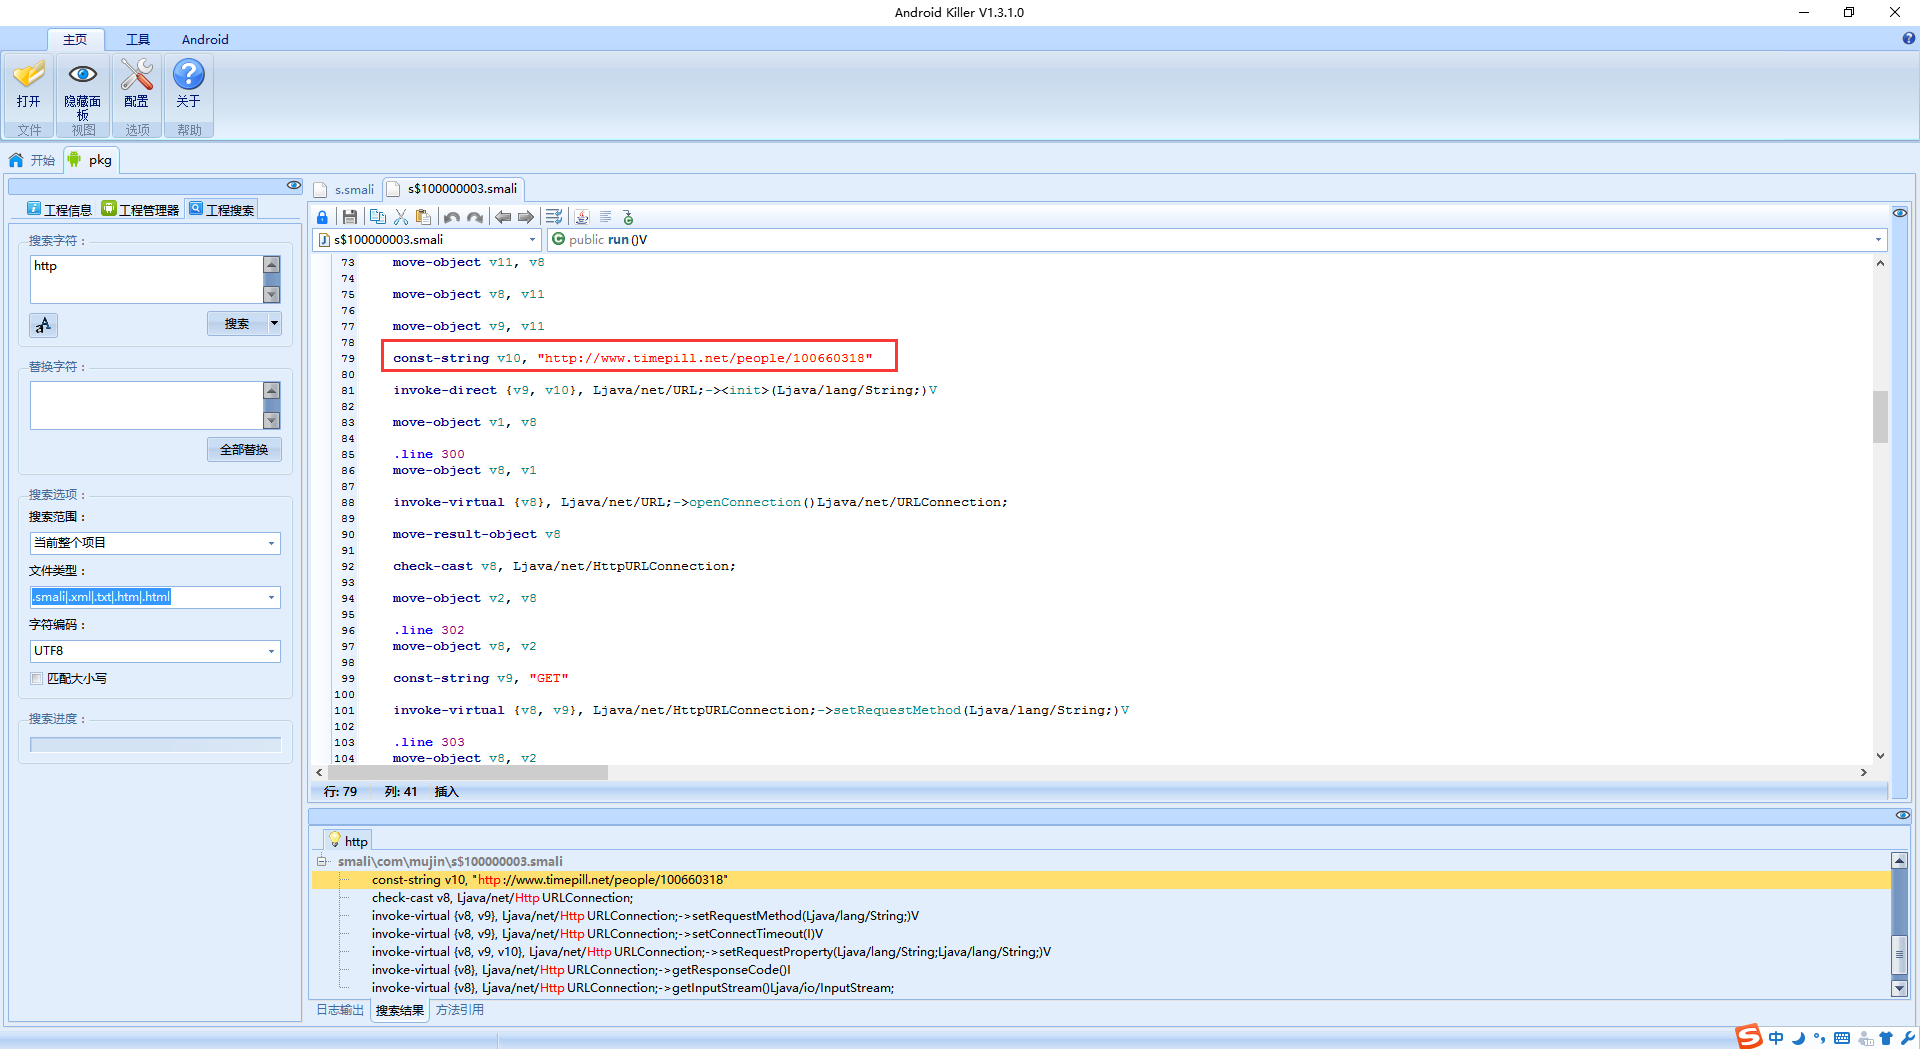 Android Killer V1.3.1.0
主页 工具 Android
打开 隐藏面板 配置 关于
文件 视图 选项 帮助
开始 pkg
工程信息 工程管理器 工程搜索
搜索字符：
http
搜索
替换字符：
全部替换
搜索选项：
搜索范围：
当前整个项目
文件类型：
.smali|.xml|.txt|.htm|.html
字符编码：
UTF8
匹配大小写
搜索进度：
s.smali s$100000003.smali
s$100000003.smali public run()V
73 move-object v11, v8
74
75 move-object v8, v11
76
77 move-object v9, v11
78
79 const-string v10, "http://www.timepill.net/people/100660318"
80
81 invoke-direct {v9, v10}, Ljava/net/URL;-><init>(Ljava/lang/String;)V
82
83 move-object v1, v8
84
85 .line 300
86 move-object v8, v1
87
88 invoke-virtual {v8}, Ljava/net/URL;->openConnection()Ljava/net/URLConnection;
89
90 move-result-object v8
91
92 check-cast v8, Ljava/net/HttpURLConnection;
93
94 move-object v2, v8
95
96 .line 302
97 move-object v8, v2
98
99 const-string v9, "GET"
100
101 invoke-virtual {v8, v9}, Ljava/net/HttpURLConnection;->setRequestMethod(Ljava/lang/String;)V
102
103 .line 303
104 move-object v8, v2
行: 79 列: 41 插入
http
smali\com\mujin\s$100000003.smali
const-string v10, "http://www.timepill.net/people/100660318"
check-cast v8, Ljava/net/HttpURLConnection;
invoke-virtual {v8, v9}, Ljava/net/HttpURLConnection;->setRequestMethod(Ljava/lang/String;)V
invoke-virtual {v8, v9}, Ljava/net/HttpURLConnection;->setConnectTimeout(I)V
invoke-virtual {v8, v9, v10}, Ljava/net/HttpURLConnection;->setRequestProperty(Ljava/lang/String;Ljava/lang/String;)V
invoke-virtual {v8}, Ljava/net/HttpURLConnection;->getResponseCode()I
invoke-virtual {v8}, Ljava/net/HttpURLConnection;->getInputStream()Ljava/io/InputStream;
日志输出 搜索结果 方法引用
中